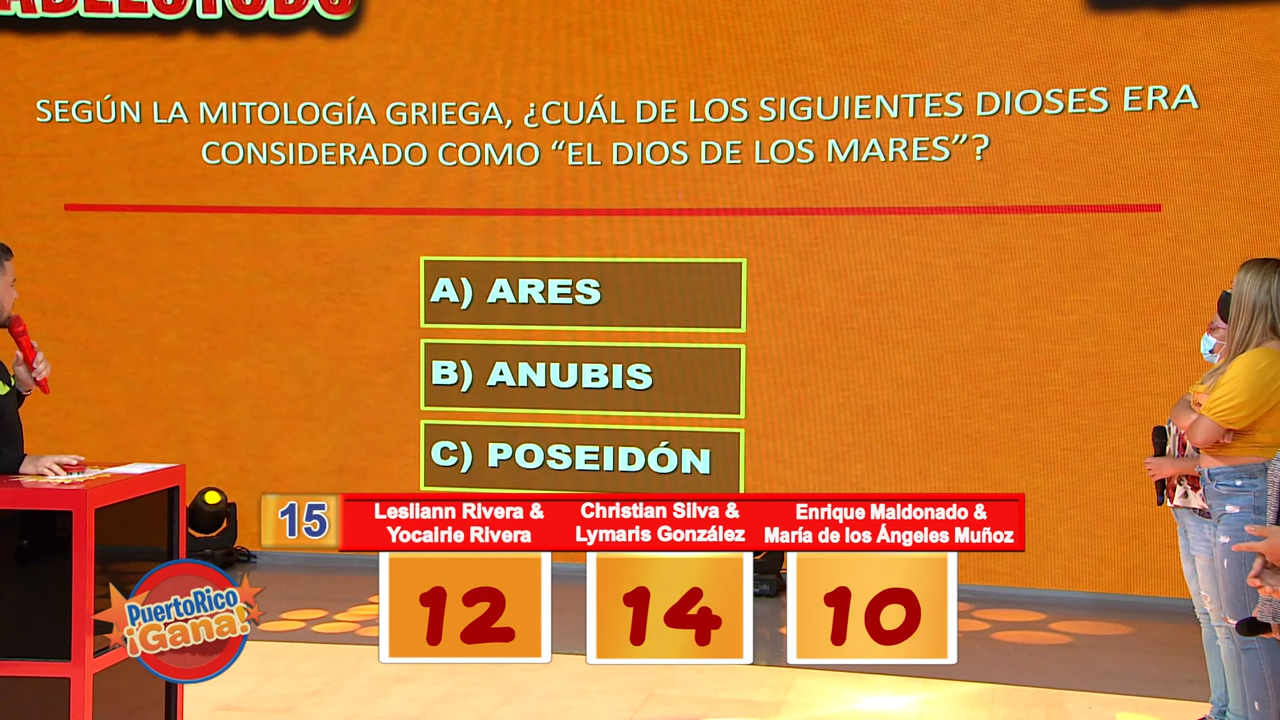 SEGÚN LA MITOLOGÍA GRIEGA, ¿CUÁL DE LOS SIGUIENTES DIOSES ERA
CONSIDERADO COMO “EL DIOS DE LOS MARES”?
A) ARES
B) ANUBIS
C) POSEIDÓN
15
Lesliann Rivera &
Yocairie Rivera
Christian Silva &
Lymaris González
Enrique Maldonado &
María de los Ángeles Muñoz
12
14
10
PuertoRico
¡Gana!